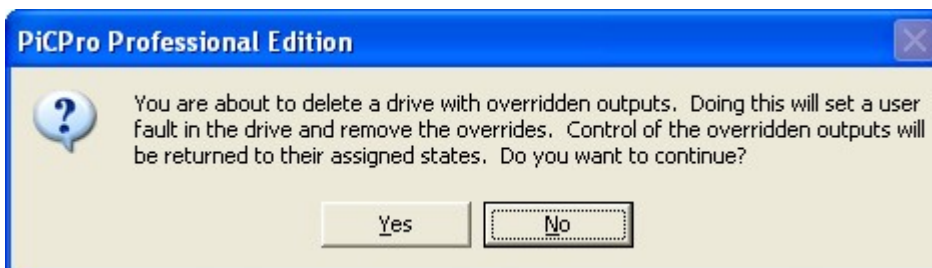 PiCPro Professional Edition
You are about to delete a drive with overridden outputs.  Doing this will set a user
fault in the drive and remove the overrides.  Control of the overridden outputs will
be returned to their assigned states.  Do you want to continue?
Yes
No